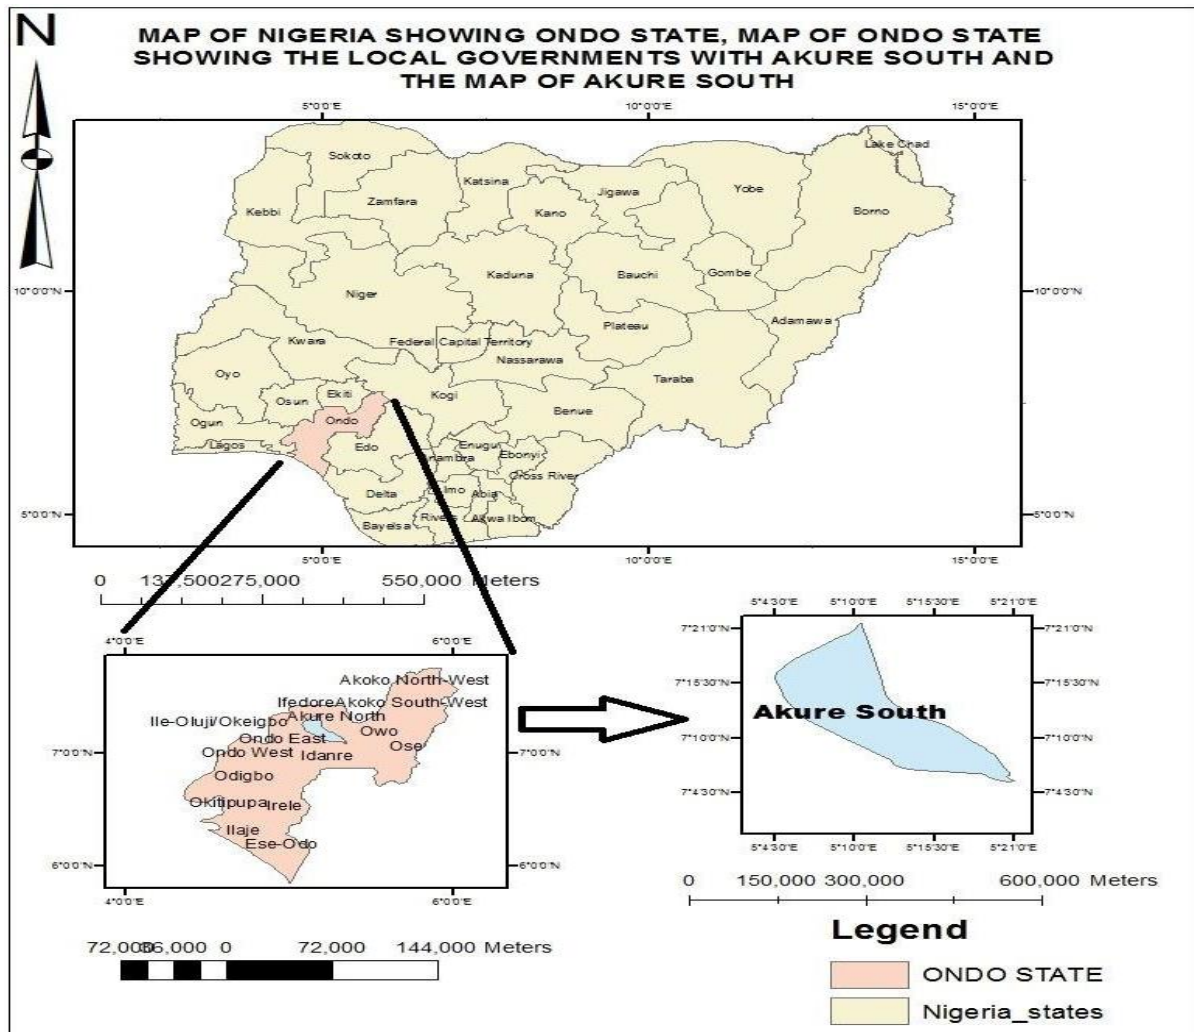 N
MAP OF NIGERIA SHOWING ONDO STATE, MAP OF ONDO STATE
SHOWING THE LOCAL GOVERNMENTS WITH AKURE SOUTH AND
THE MAP OF AKURE SOUTH
5°0'0"E 10°0'0"E 15°0'0"E
Lake Chad
Sokoto
Katsina
Jigawa
Yobe
Zamfara
Kebbi
Kano
Borno
Kaduna
Bauchi
Gombe
10°0'0"N
Niger
10°0'0"N
Plateau
Adamawa
Kwara
Federal Capital Territory
Nassarawa
Oyo
Taraba
Osun
Ekiti
Kogi
Benue
Ogun
Ondo
Lagos
Edo
Enugu
Ebonyi
Cross River
Delta
Imo
Abia
5°0'0"N
Bayelsa
Akwa Ibom
5°0'0"N
5°0'0"E 10°0'0"E 15°0'0"E
0 137,500 275,000 550,000 Meters
4°0'0"E 6°0'0"E
Akoko North-West
Ifedore Akoko South-West
Akure North
Ile-Oluji/Okeigbo
Owo
Ondo East
Ose
7°0'0"N
Ondo West
Idanre
7°0'0"N
Odigbo
Okitipupa
Irele
Ilaje
Ese-Odo
6°0'0"N 6°0'0"N
4°0'0"E 6°0'0"E
72,000 36,000 0 72,000 144,000 Meters
5°4'30"E 5°10'0"E 5°15'30"E 5°21'0"E
7°21'0"N 7°21'0"N
7°15'30"N 7°15'30"N
Akure South
7°10'0"N 7°10'0"N
7°4'30"N 7°4'30"N
5°4'30"E 5°10'0"E 5°15'30"E 5°21'0"E
0 150,000 300,000 600,000 Meters
Legend
ONDO STATE
Nigeria_states